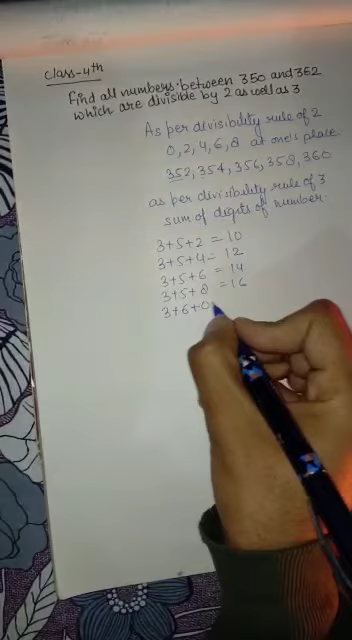 class-4th
Find all numbers between 350 and 362
which are divisible by 2 as well as 3
As per divisibility rule of 2
0, 2, 4, 6, 8 at one's place
352, 354, 356, 358, 360
as per divisibility rule of 3
sum of digits of number.
3+5+2 = 10
3+5+4= 12
3+5+6 = 14
3+5+8 =16
3+6+0